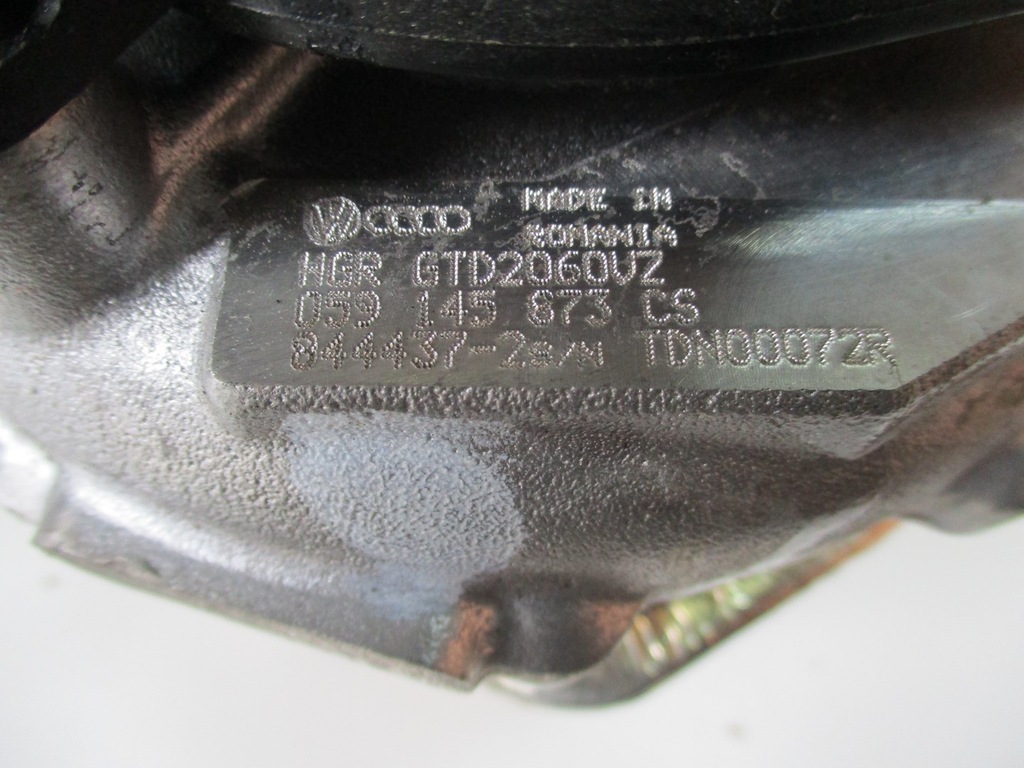 MADE IN
ROMANIA
HGR GTD2060VZ
059 145 873 CS
844437-2S/N TDN00072R